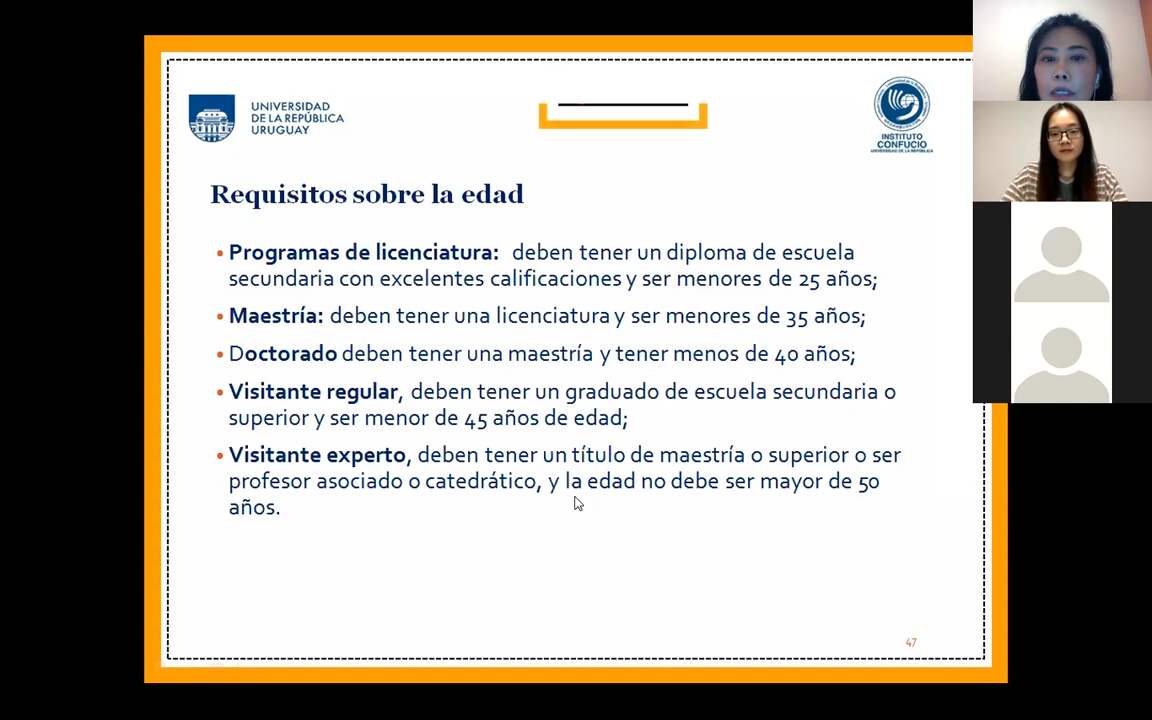 UNIVERSIDAD
DE LA REPÚBLICA
URUGUAY
INSTITUTO
CONFUCIO
UNIVERSIDAD DE LA REPÚBLICA
Requisitos sobre la edad
• Programas de licenciatura: deben tener un diploma de escuela
secundaria con excelentes calificaciones y ser menores de 25 años;
• Maestría: deben tener una licenciatura y ser menores de 35 años;
• Doctorado deben tener una maestría y tener menos de 40 años;
• Visitante regular, deben tener un graduado de escuela secundaria o
superior y ser menor de 45 años de edad;
• Visitante experto, deben tener un título de maestría o superior o ser
profesor asociado o catedrático, y la edad no debe ser mayor de 50
años.
47